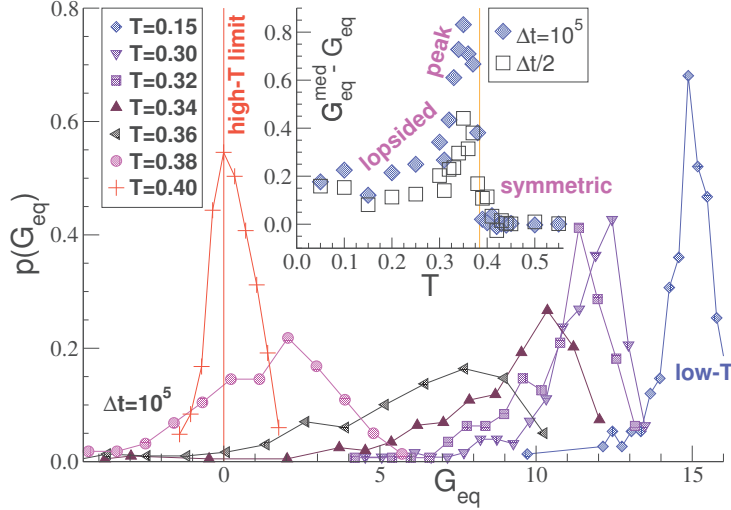 p(G_eq)
0.8
0.6
0.4
0.2
0.0
T=0.15
T=0.30
T=0.32
T=0.34
T=0.36
T=0.38
T=0.40
high-T limit
Δt=10^5
low-T
0
5
10
15
G_eq
G_eq^med - G_eq
0.8
0.6
0.4
0.2
0.0
0.0
0.1
0.2
0.3
0.4
0.5
T
lopsided
peak
symmetric
Δt=10^5
Δt/2